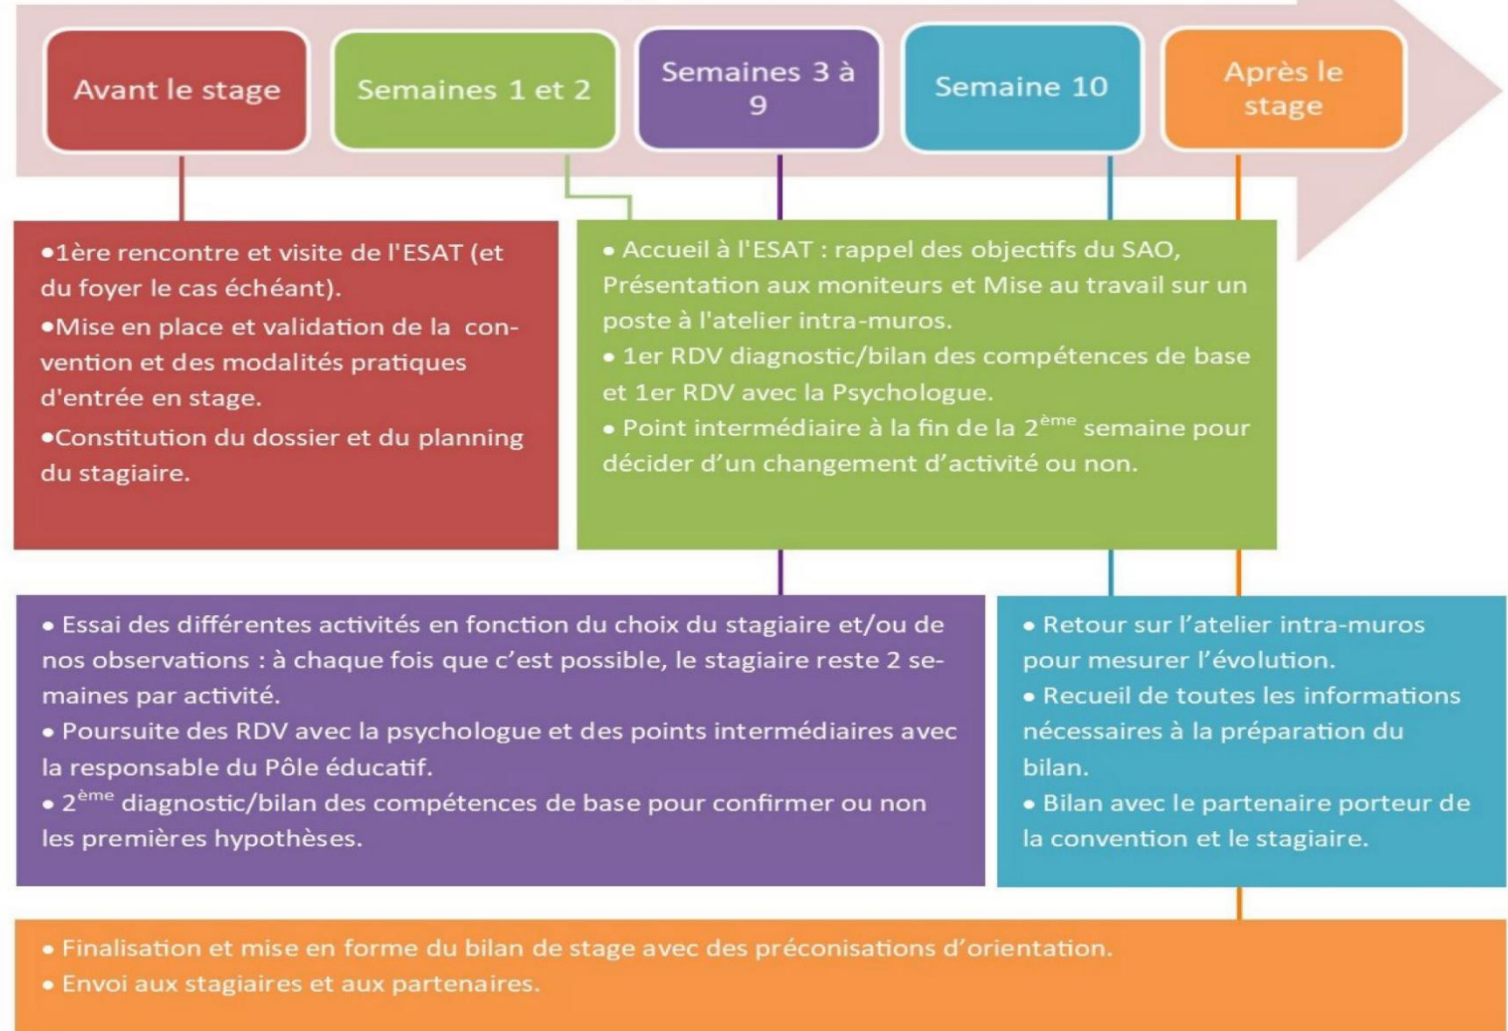 Avant le stage
Semaines 1 et 2
Semaines 3 à
9
Semaine 10
Après le
stage
•1ère rencontre et visite de l'ESAT (et
du foyer le cas échéant).
•Mise en place et validation de la con-
vention et des modalités pratiques
d'entrée en stage.
•Constitution du dossier et du planning
du stagiaire.
• Accueil à l'ESAT : rappel des objectifs du SAO,
Présentation aux moniteurs et Mise au travail sur un
poste à l'atelier intra-muros.
• 1er RDV diagnostic/bilan des compétences de base
et 1er RDV avec la Psychologue.
• Point intermédiaire à la fin de la 2ème semaine pour
décider d’un changement d’activité ou non.
• Essai des différentes activités en fonction du choix du stagiaire et/ou de
nos observations : à chaque fois que c’est possible, le stagiaire reste 2 se-
maines par activité.
• Poursuite des RDV avec la psychologue et des points intermédiaires avec
la responsable du Pôle éducatif.
• 2ème diagnostic/bilan des compétences de base pour confirmer ou non
les premières hypothèses.
• Retour sur l’atelier intra-muros
pour mesurer l’évolution.
• Recueil de toutes les informations
nécessaires à la préparation du
bilan.
• Bilan avec le partenaire porteur de
la convention et le stagiaire.
• Finalisation et mise en forme du bilan de stage avec des préconisations d’orientation.
• Envoi aux stagiaires et aux partenaires.